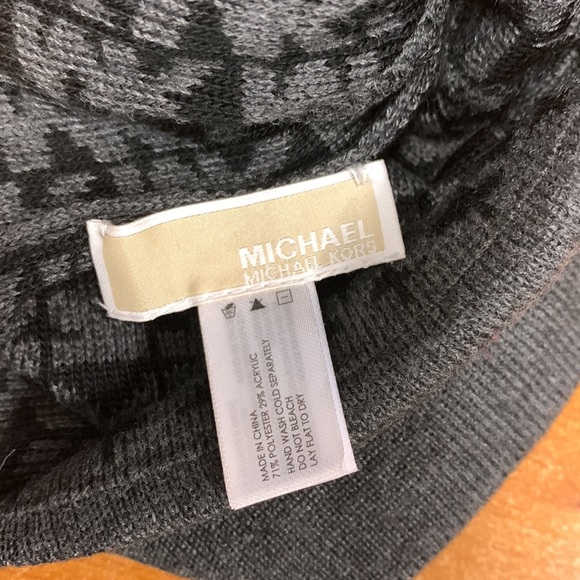 MICHAEL
MICHAEL KORS
MADE IN CHINA
71% POLYESTER 29% ACRYLIC
HAND WASH COLD SEPARATELY
DO NOT BLEACH
LAY FLAT TO DRY